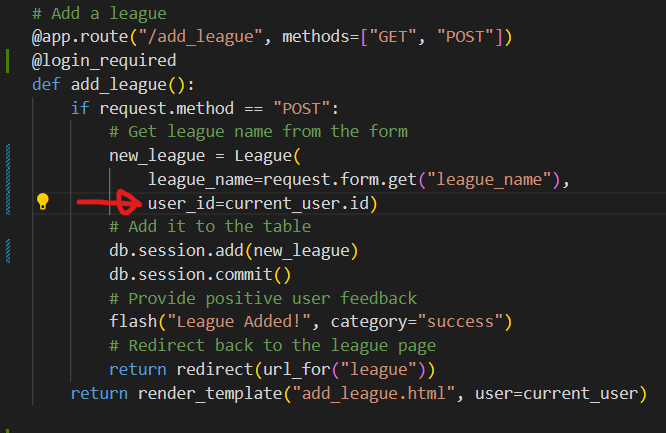 # Add a league
@app.route("/add_league", methods=["GET", "POST"])
@login_required
def add_league():
    if request.method == "POST":
        # Get league name from the form
        new_league = League(
            league_name=request.form.get("league_name"),
            user_id=current_user.id)
        # Add it to the table
        db.session.add(new_league)
        db.session.commit()
        # Provide positive user feedback
        flash("League Added!", category="success")
        # Redirect back to the league page
        return redirect(url_for("league"))
    return render_template("add_league.html", user=current_user)